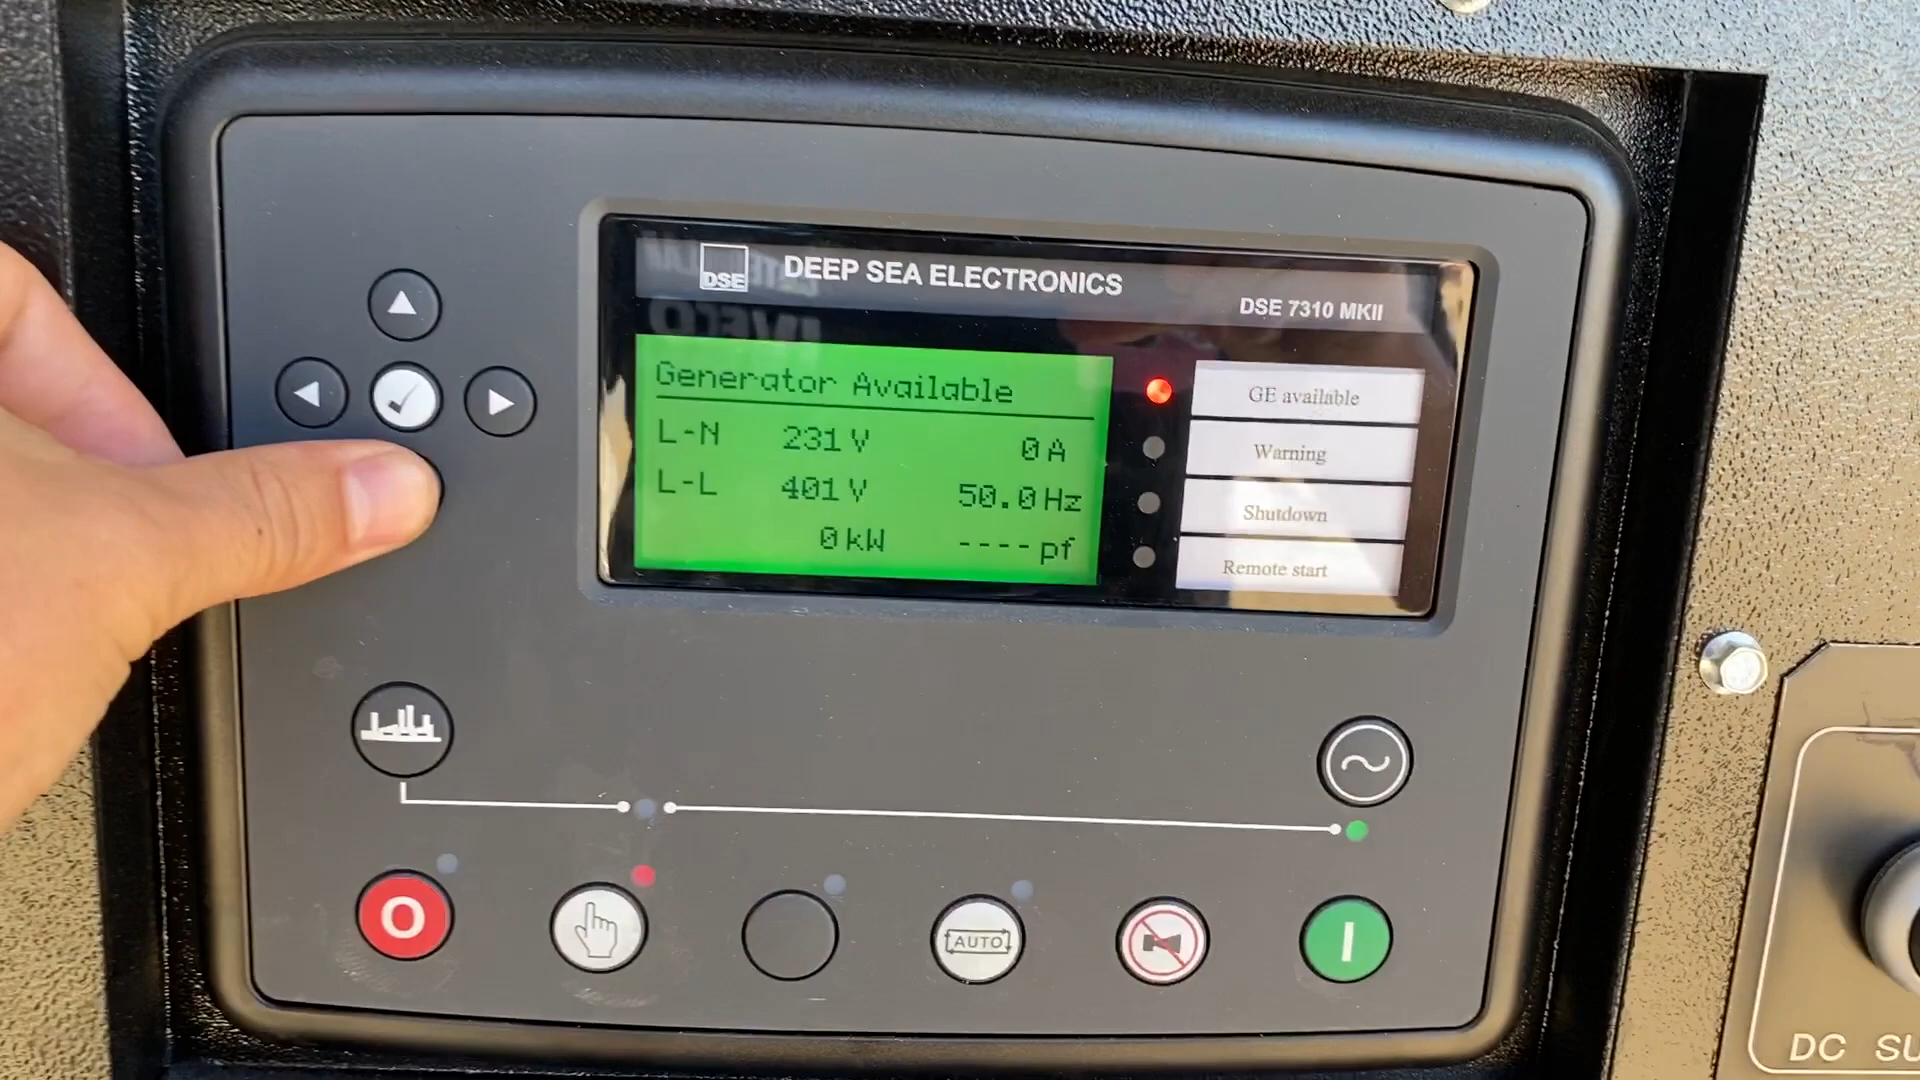 DSE DEEP SEA ELECTRONICS
DSE 7310 MKII
Generator Available
L-N 231 V 0 A
L-L 401 V 50.0 Hz
0 kW ---- pf
GE available
Warning
Shutdown
Remote start
O
AUTO
I
DC